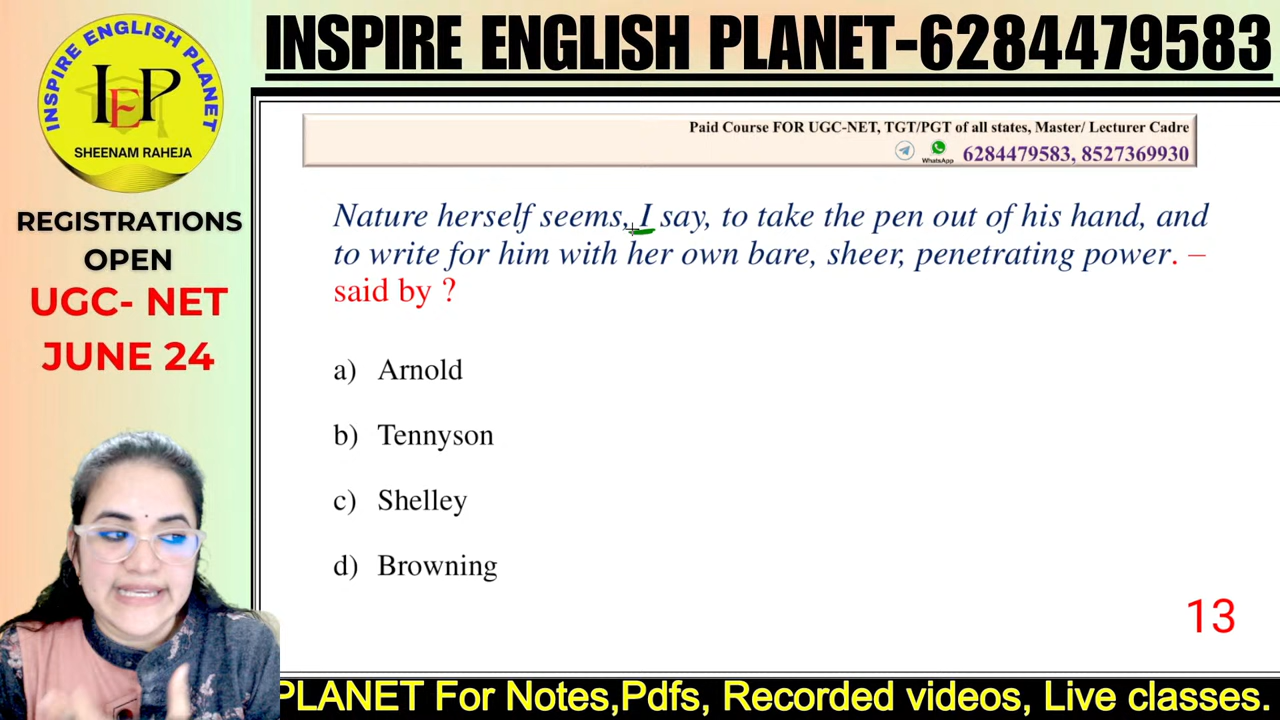 INSPIRE ENGLISH PLANET-6284479583
INSPIRE ENGLISH PLANET
IEP
SHEENAM RAHEJA
REGISTRATIONS
OPEN
UGC- NET
JUNE 24
Paid Course FOR UGC-NET, TGT/PGT of all states, Master/ Lecturer Cadre
WhatsApp 6284479583, 8527369930
Nature herself seems, I say, to take the pen out of his hand, and
to write for him with her own bare, sheer, penetrating power. –
said by ?
a) Arnold
b) Tennyson
c) Shelley
d) Browning
13
PLANET For Notes,Pdfs, Recorded videos, Live classes.